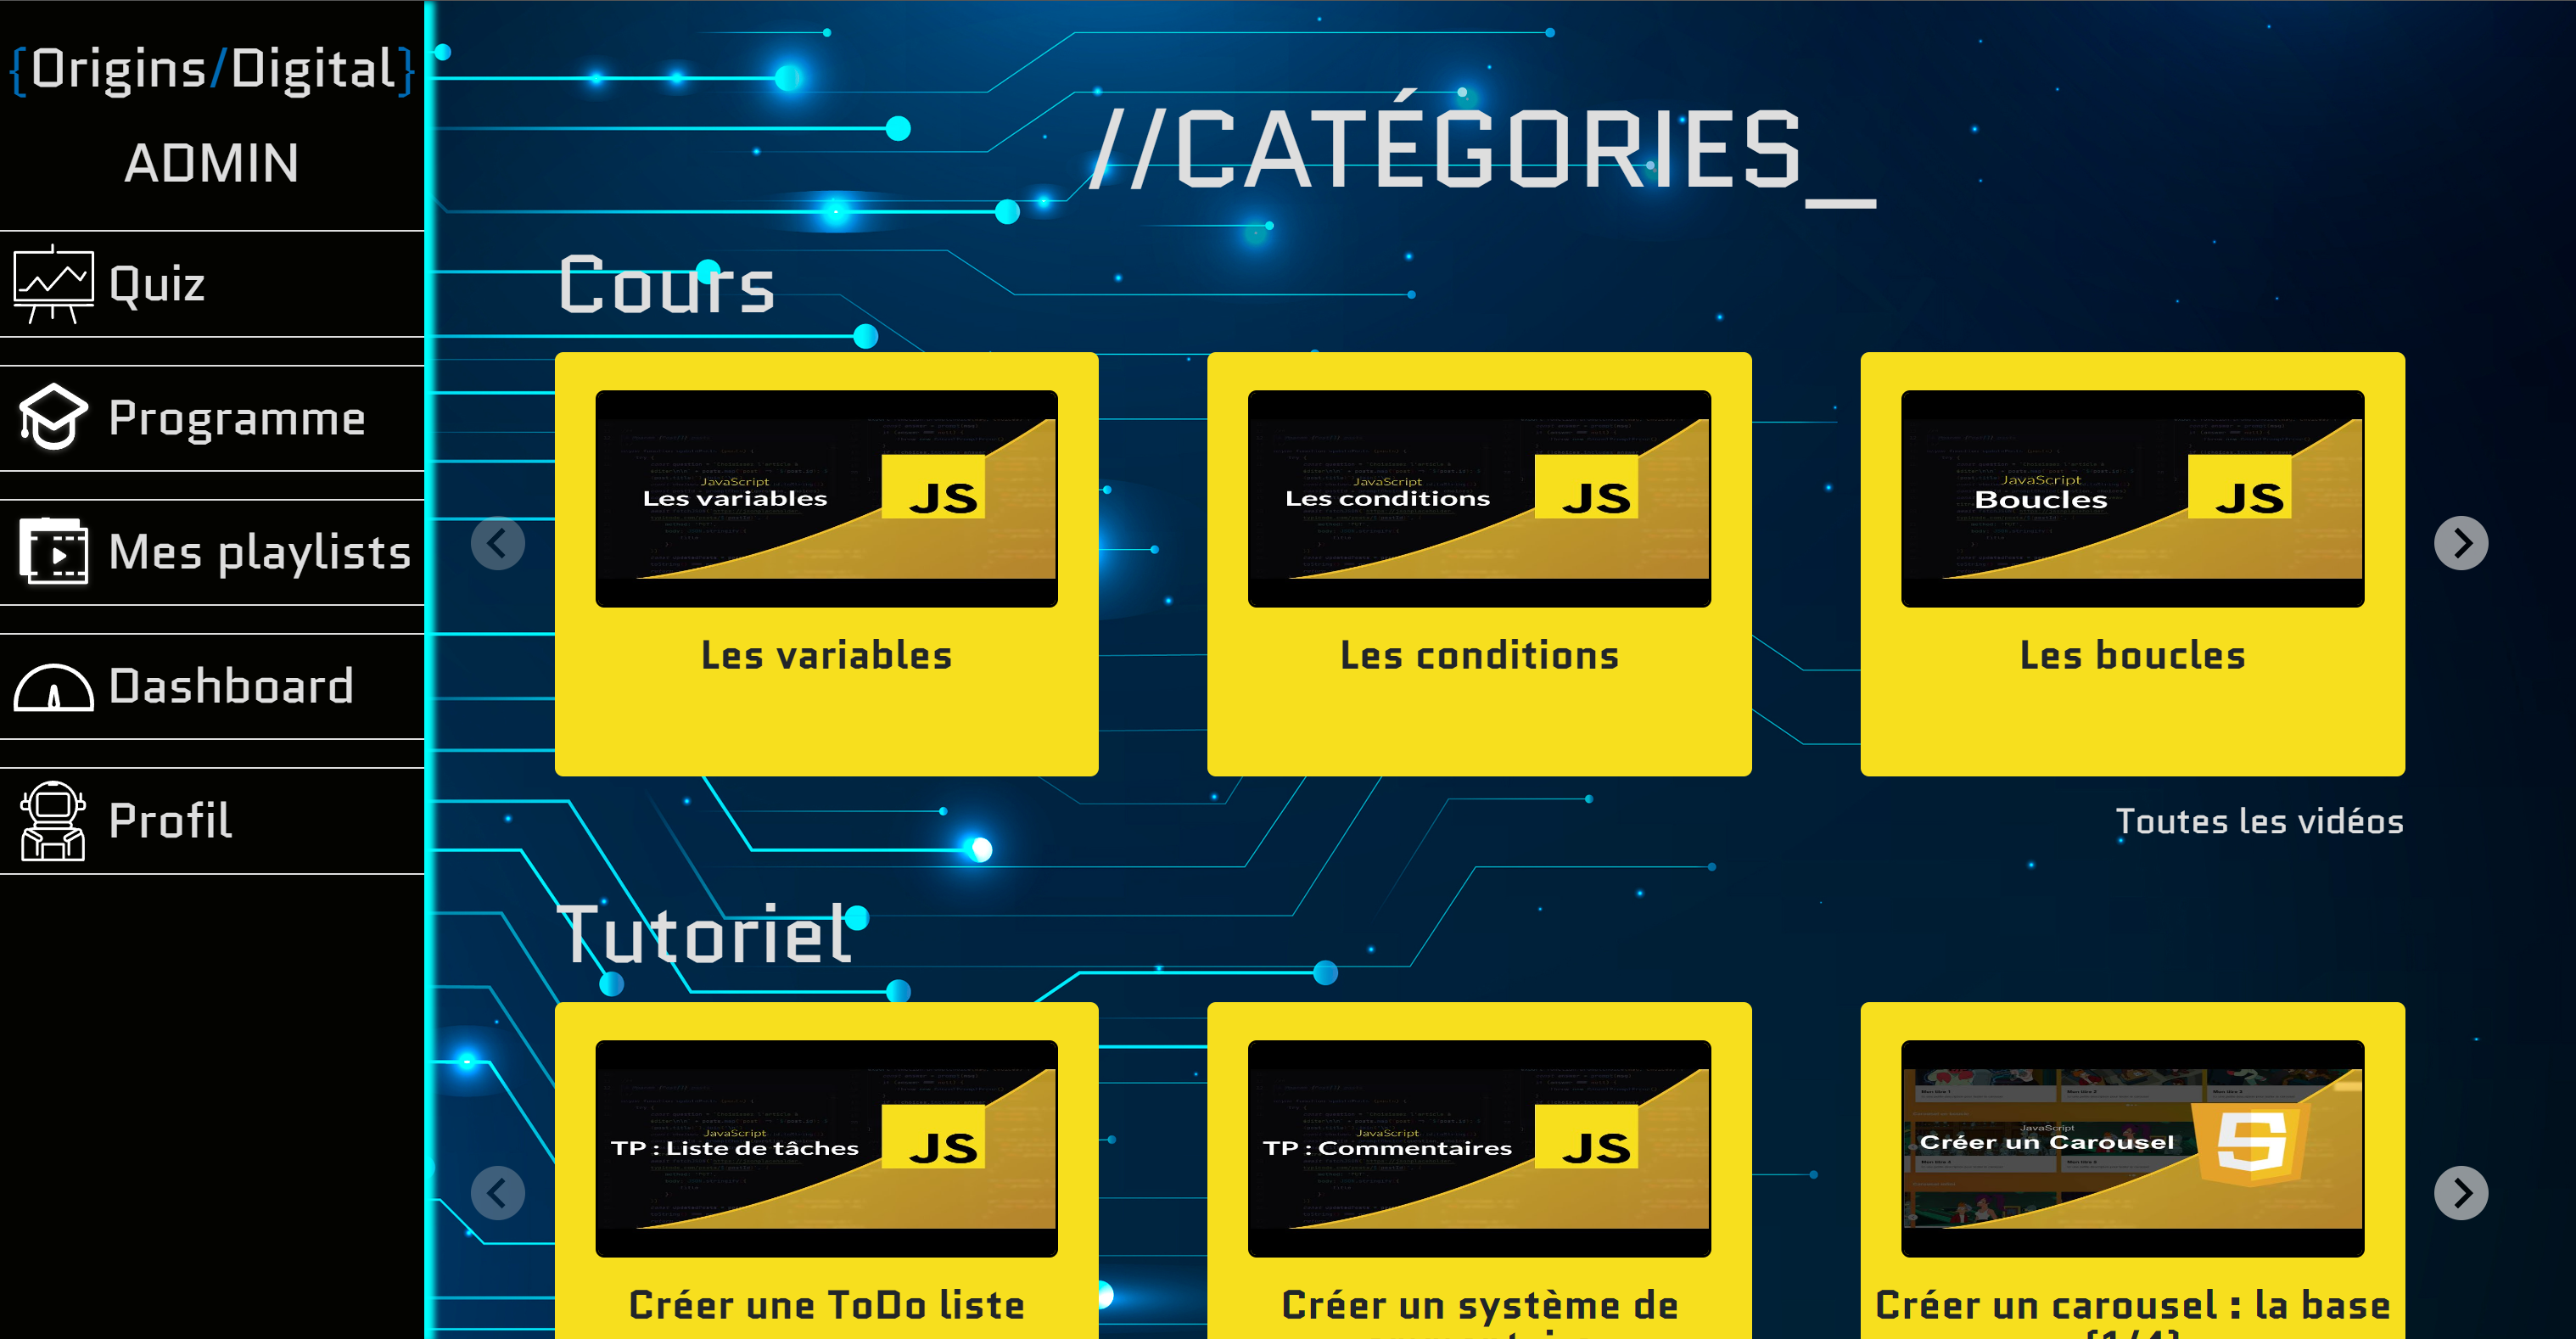 {Origins/Digital}
ADMIN
Quiz
Programme
Mes playlists
Dashboard
Profil
//CATÉGORIES_
Cours
JavaScript
Les variables
JS
Les variables
JavaScript
Les conditions
JS
Les conditions
JavaScript
Boucles
JS
Les boucles
Toutes les vidéos
Tutoriel
JavaScript
TP : Liste de tâches
JS
Créer une ToDo liste
JavaScript
TP : Commentaires
JS
Créer un système de
JavaScript
Créer un Carousel
Créer un carousel : la base
(1/4)